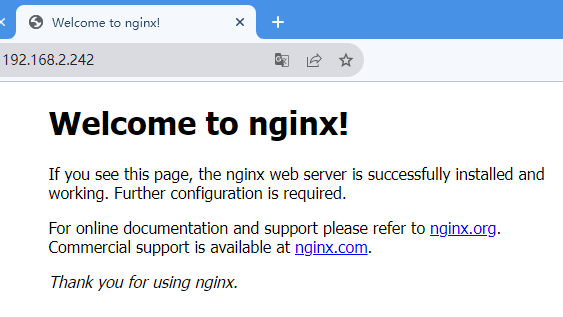 Welcome to nginx!
192.168.2.242
Welcome to nginx!
If you see this page, the nginx web server is successfully installed and
working. Further configuration is required.
For online documentation and support please refer to nginx.org.
Commercial support is available at nginx.com.
Thank you for using nginx.